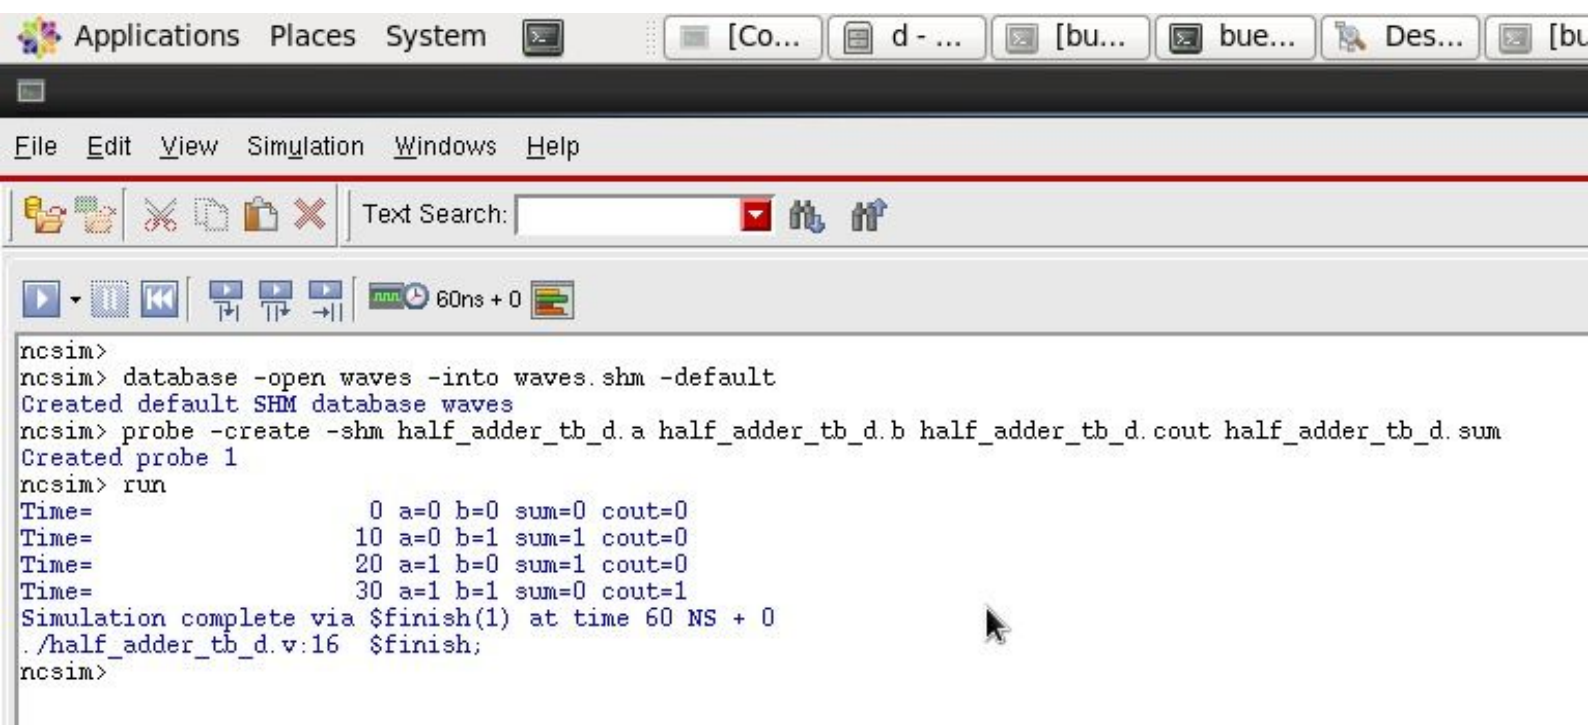 Applications Places System [Co... d - ... [bu... bue... Des... [bu
File Edit View Simulation Windows Help
Text Search:
60ns + 0
ncsim>
ncsim> database -open waves -into waves.shm -default
Created default SHM database waves
ncsim> probe -create -shm half_adder_tb_d.a half_adder_tb_d.b half_adder_tb_d.cout half_adder_tb_d.sum
Created probe 1
ncsim> run
Time=                   0 a=0 b=0 sum=0 cout=0
Time=                  10 a=0 b=1 sum=1 cout=0
Time=                  20 a=1 b=0 sum=1 cout=0
Time=                  30 a=1 b=1 sum=0 cout=1
Simulation complete via $finish(1) at time 60 NS + 0
./half_adder_tb_d.v:16  $finish;
ncsim>